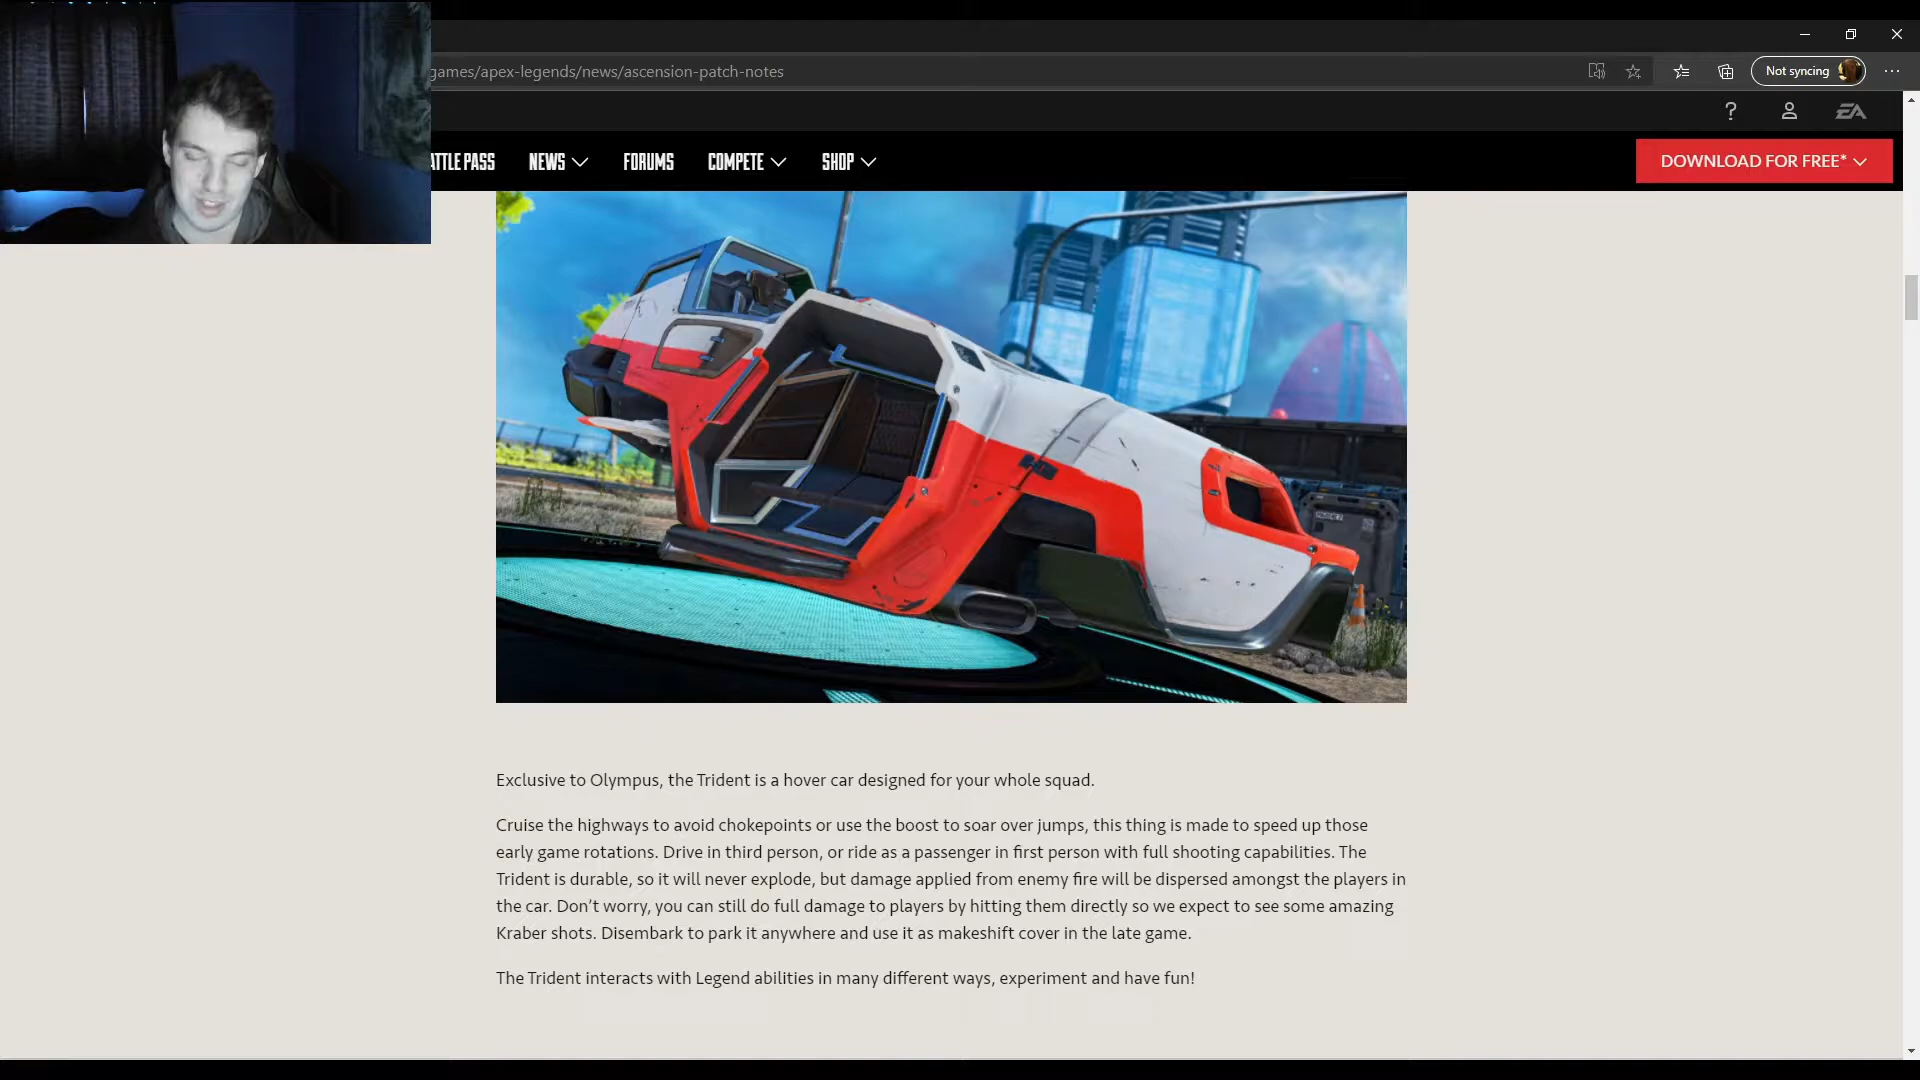 games/apex-legends/news/ascension-patch-notes
Not syncing
?
EA
ATTLE PASS
NEWS
FORUMS
COMPETE
SHOP
DOWNLOAD FOR FREE*
Exclusive to Olympus, the Trident is a hover car designed for your whole squad.
Cruise the highways to avoid chokepoints or use the boost to soar over jumps, this thing is made to speed up those
early game rotations. Drive in third person, or ride as a passenger in first person with full shooting capabilities. The
Trident is durable, so it will never explode, but damage applied from enemy fire will be dispersed amongst the players in
the car. Don’t worry, you can still do full damage to players by hitting them directly so we expect to see some amazing
Kraber shots. Disembark to park it anywhere and use it as makeshift cover in the late game.
The Trident interacts with Legend abilities in many different ways, experiment and have fun!